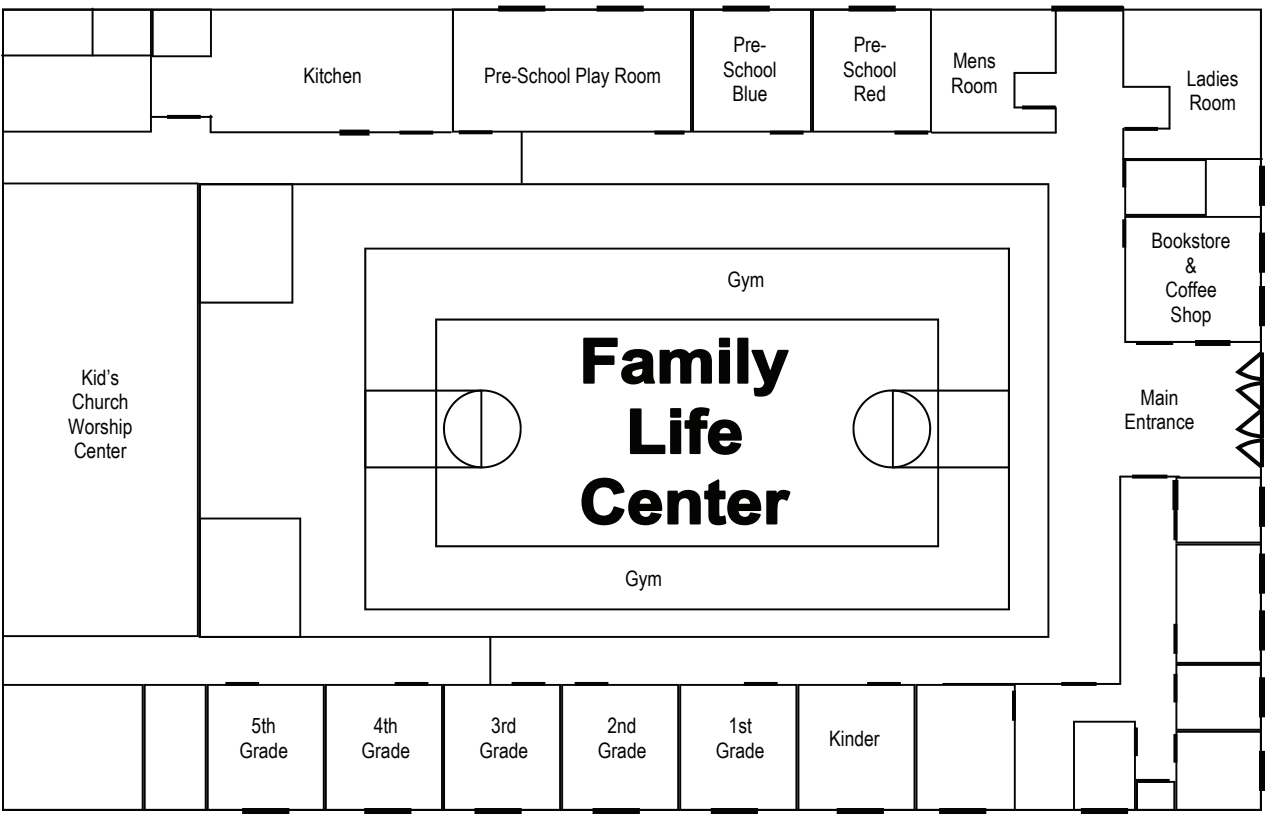 Kitchen
Pre-School Play Room
Pre-
School
Blue
Pre-
School
Red
Mens
Room
Ladies
Room
Bookstore
&
Coffee
Shop
Gym
Family
Life
Center
Kid's
Church
Worship
Center
Main
Entrance
Gym
5th
Grade
4th
Grade
3rd
Grade
2nd
Grade
1st
Grade
Kinder